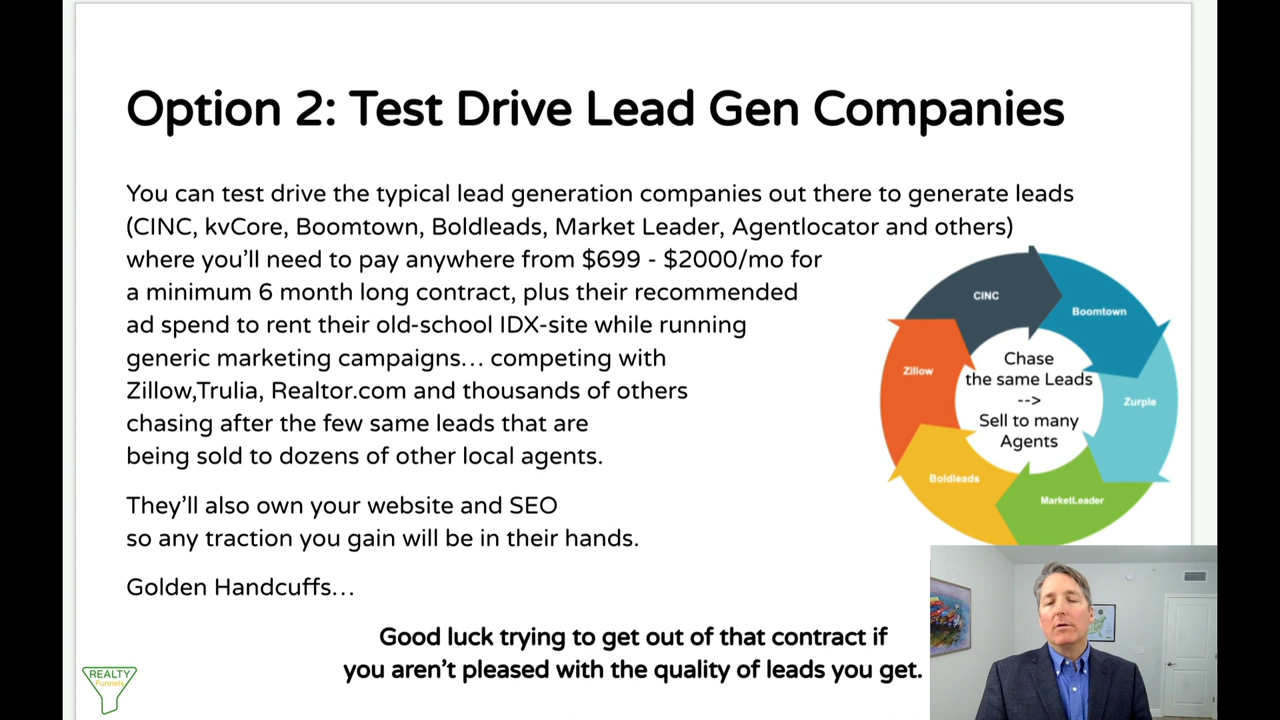 Option 2: Test Drive Lead Gen Companies
You can test drive the typical lead generation companies out there to generate leads
(CINC, kvCore, Boomtown, Boldleads, Market Leader, Agentlocator and others)
where you’ll need to pay anywhere from $699 - $2000/mo for
a minimum 6 month long contract, plus their recommended
ad spend to rent their old-school IDX-site while running
generic marketing campaigns... competing with
Zillow,Trulia, Realtor.com and thousands of others
chasing after the few same leads that are
being sold to dozens of other local agents.
They’ll also own your website and SEO
so any traction you gain will be in their hands.
Golden Handcuffs...
Good luck trying to get out of that contract if
you aren’t pleased with the quality of leads you get.
CINC
Boomtown
Zurple
MarketLeader
Boldleads
Zillow
Chase
the same Leads
-->
Sell to many
Agents
REALTY
Funnels